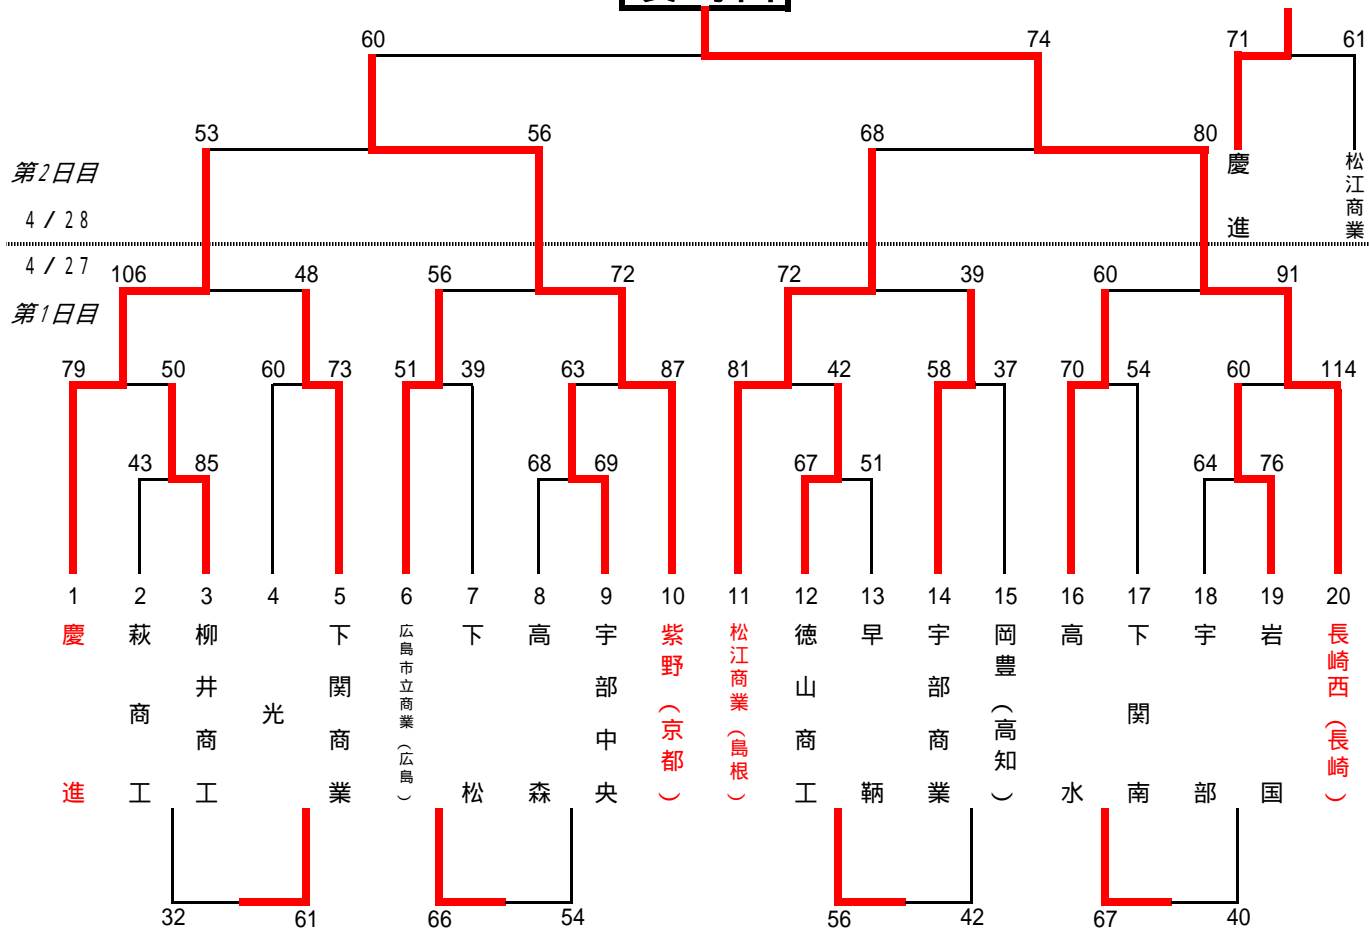 60 74 71 61
53 56 68 80
慶進
松江商業
第2日目
4/28
4/27
第1日目
106 48 56 72 72 39 60 91
79 50 60 73 51 39 63 87 81 42 58 37 70 54 60 114
43 85 68 69 67 51 64 76
1 2 3 4 5 6 7 8 9 10 11 12 13 14 15 16 17 18 19 20
慶進
萩商工
柳井商工
光
下関商業
広島市立商業(広島)
下松
高森
宇部中央
紫野(京都)
松江商業(島根)
徳山商工
早鞆
宇部商業
岡豊(高知)
高水
下関南
宇部
岩国
長崎西(長崎)
32 61 66 54 56 42 67 40